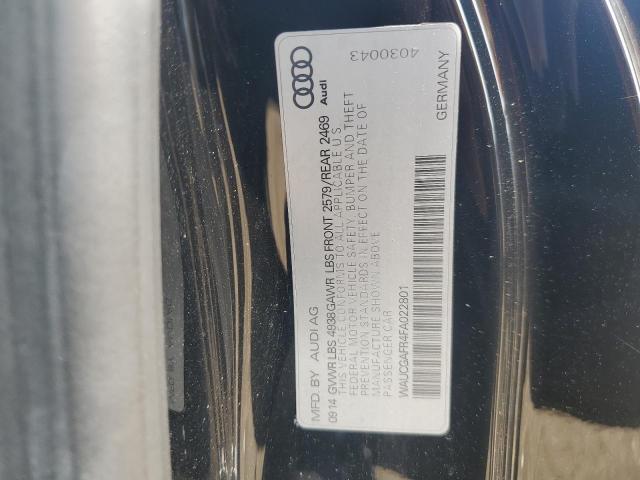 MFD. BY AUDI AG
09 14 GVWR LBS 4938 GAWR LBS FRONT 2579/REAR 2469
THIS VEHICLE CONFORMS TO ALL APPLICABLE U S
FEDERAL MOTOR VEHICLE SAFETY, BUMPER AND THEFT
PREVENTION STANDARDS IN EFFECT ON THE DATE OF
MANUFACTURE SHOWN ABOVE
PASSENGER CAR
WAUCGAFR4FA022801
Audi
4030043
GERMANY